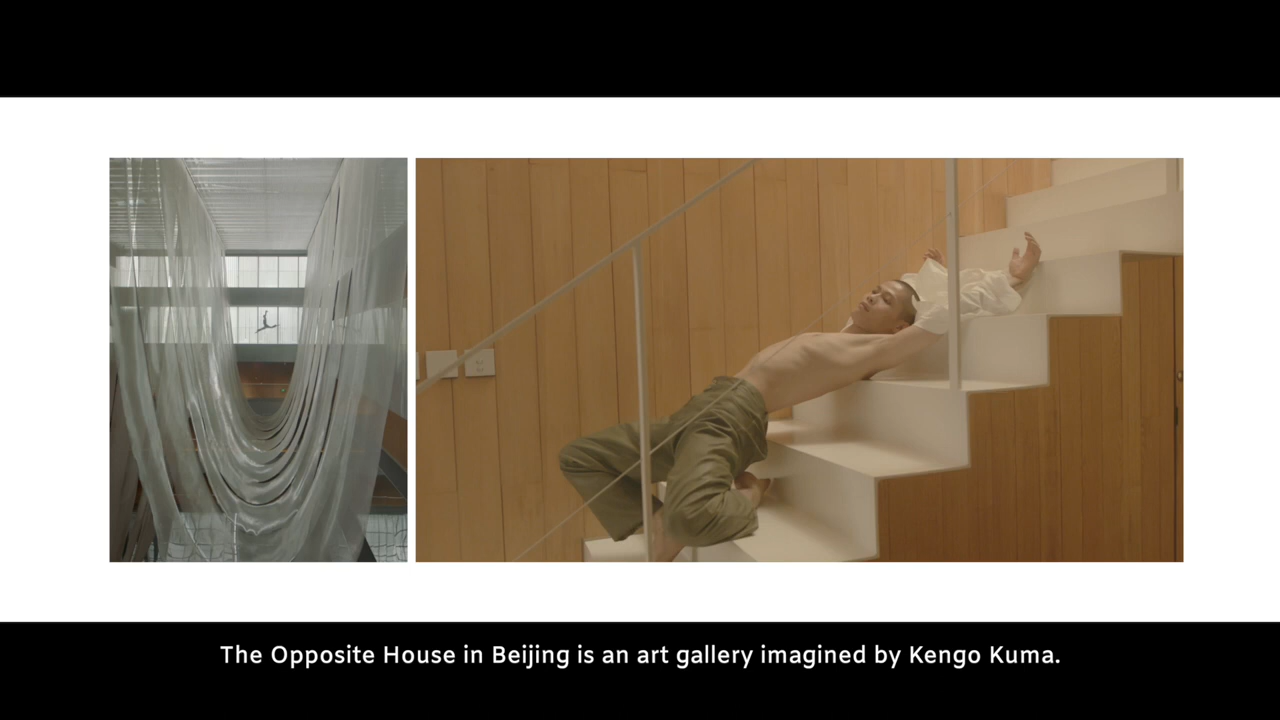 The Opposite House in Beijing is an art gallery imagined by Kengo Kuma.